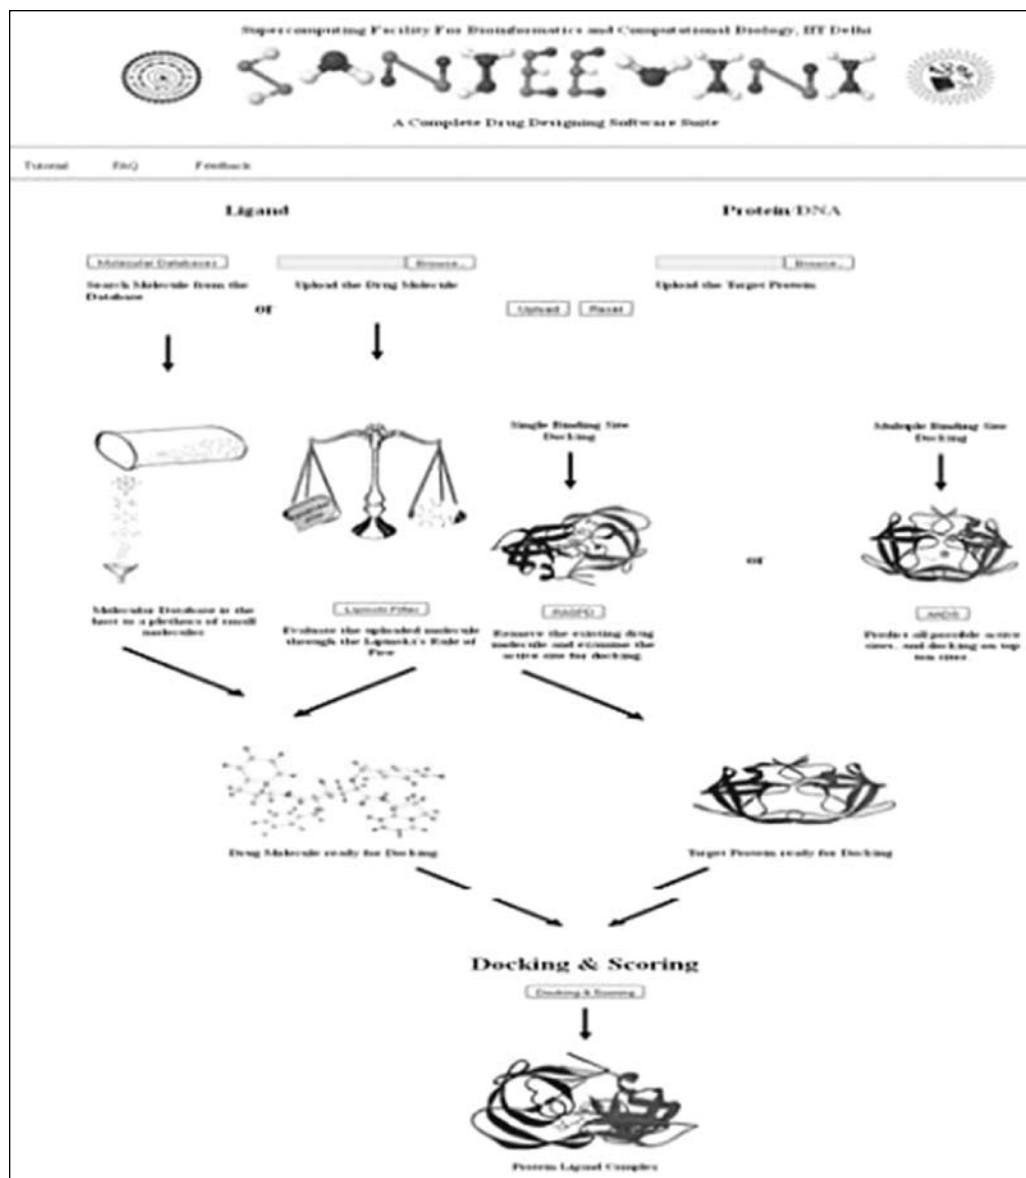 Supercomputing Facility For Bioinformatics and Computational Biology, IIT Delhi
SANJEEVINI
A Complete Drug Designing Software Suite
Tutorial FAQ Feedback
Ligand Protein/DNA
Molecular Databases Browse.. Browse..
Search Molecule from the
Database
Upload the Drug Molecule
Upload the Target Protein
or
Upload Reset
Single Binding Site
Docking
Multiple Binding Site
Docking
or
Molecular Database is the
host to a plethora of small
molecules
Lipinski Filter
Evaluate the uploaded molecule
through the Lipinski's Rule of
Five
RASPD
Remove the existing drug
molecule and examine the
active site for docking.
AADS
Predict all possible active
sites, and docking on top
ten sites.
Drug Molecule ready for Docking
Target Protein ready for Docking
Docking & Scoring
Docking & Scoring
Protein Ligand Complex